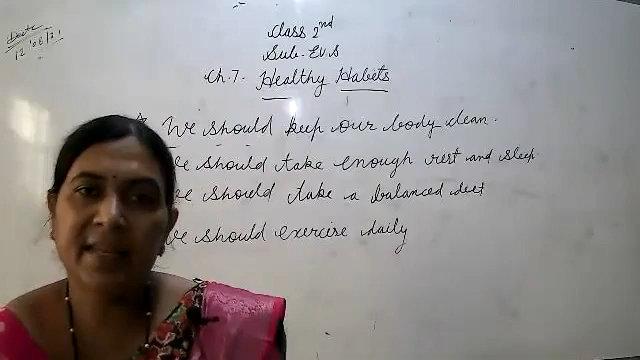 Date
12/08/21
Class 2nd
Sub- EVS
Ch.7. Healthy Habits
We should keep our body clean.
We should take enough rest and sleep
We should take a balanced diet
We should exercise daily